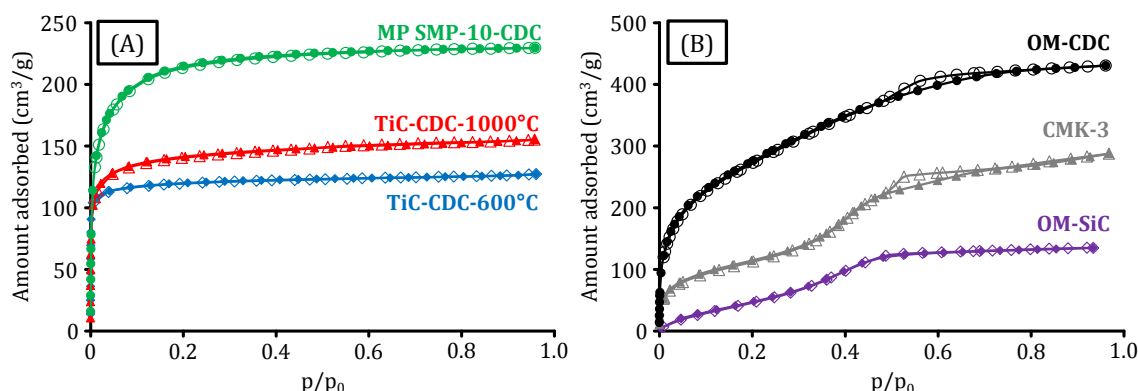 (A)
Amount adsorbed (cm³/g)
250
200
150
100
50
0
MP SMP-10-CDC
TiC-CDC-1000°C
TiC-CDC-600°C
0
0.2
0.4
0.6
0.8
1.0
p/p₀
(B)
Amount adsorbed (cm³/g)
500
400
300
200
100
0
OM-CDC
CMK-3
OM-SiC
0
0.2
0.4
0.6
0.8
1.0
p/p₀